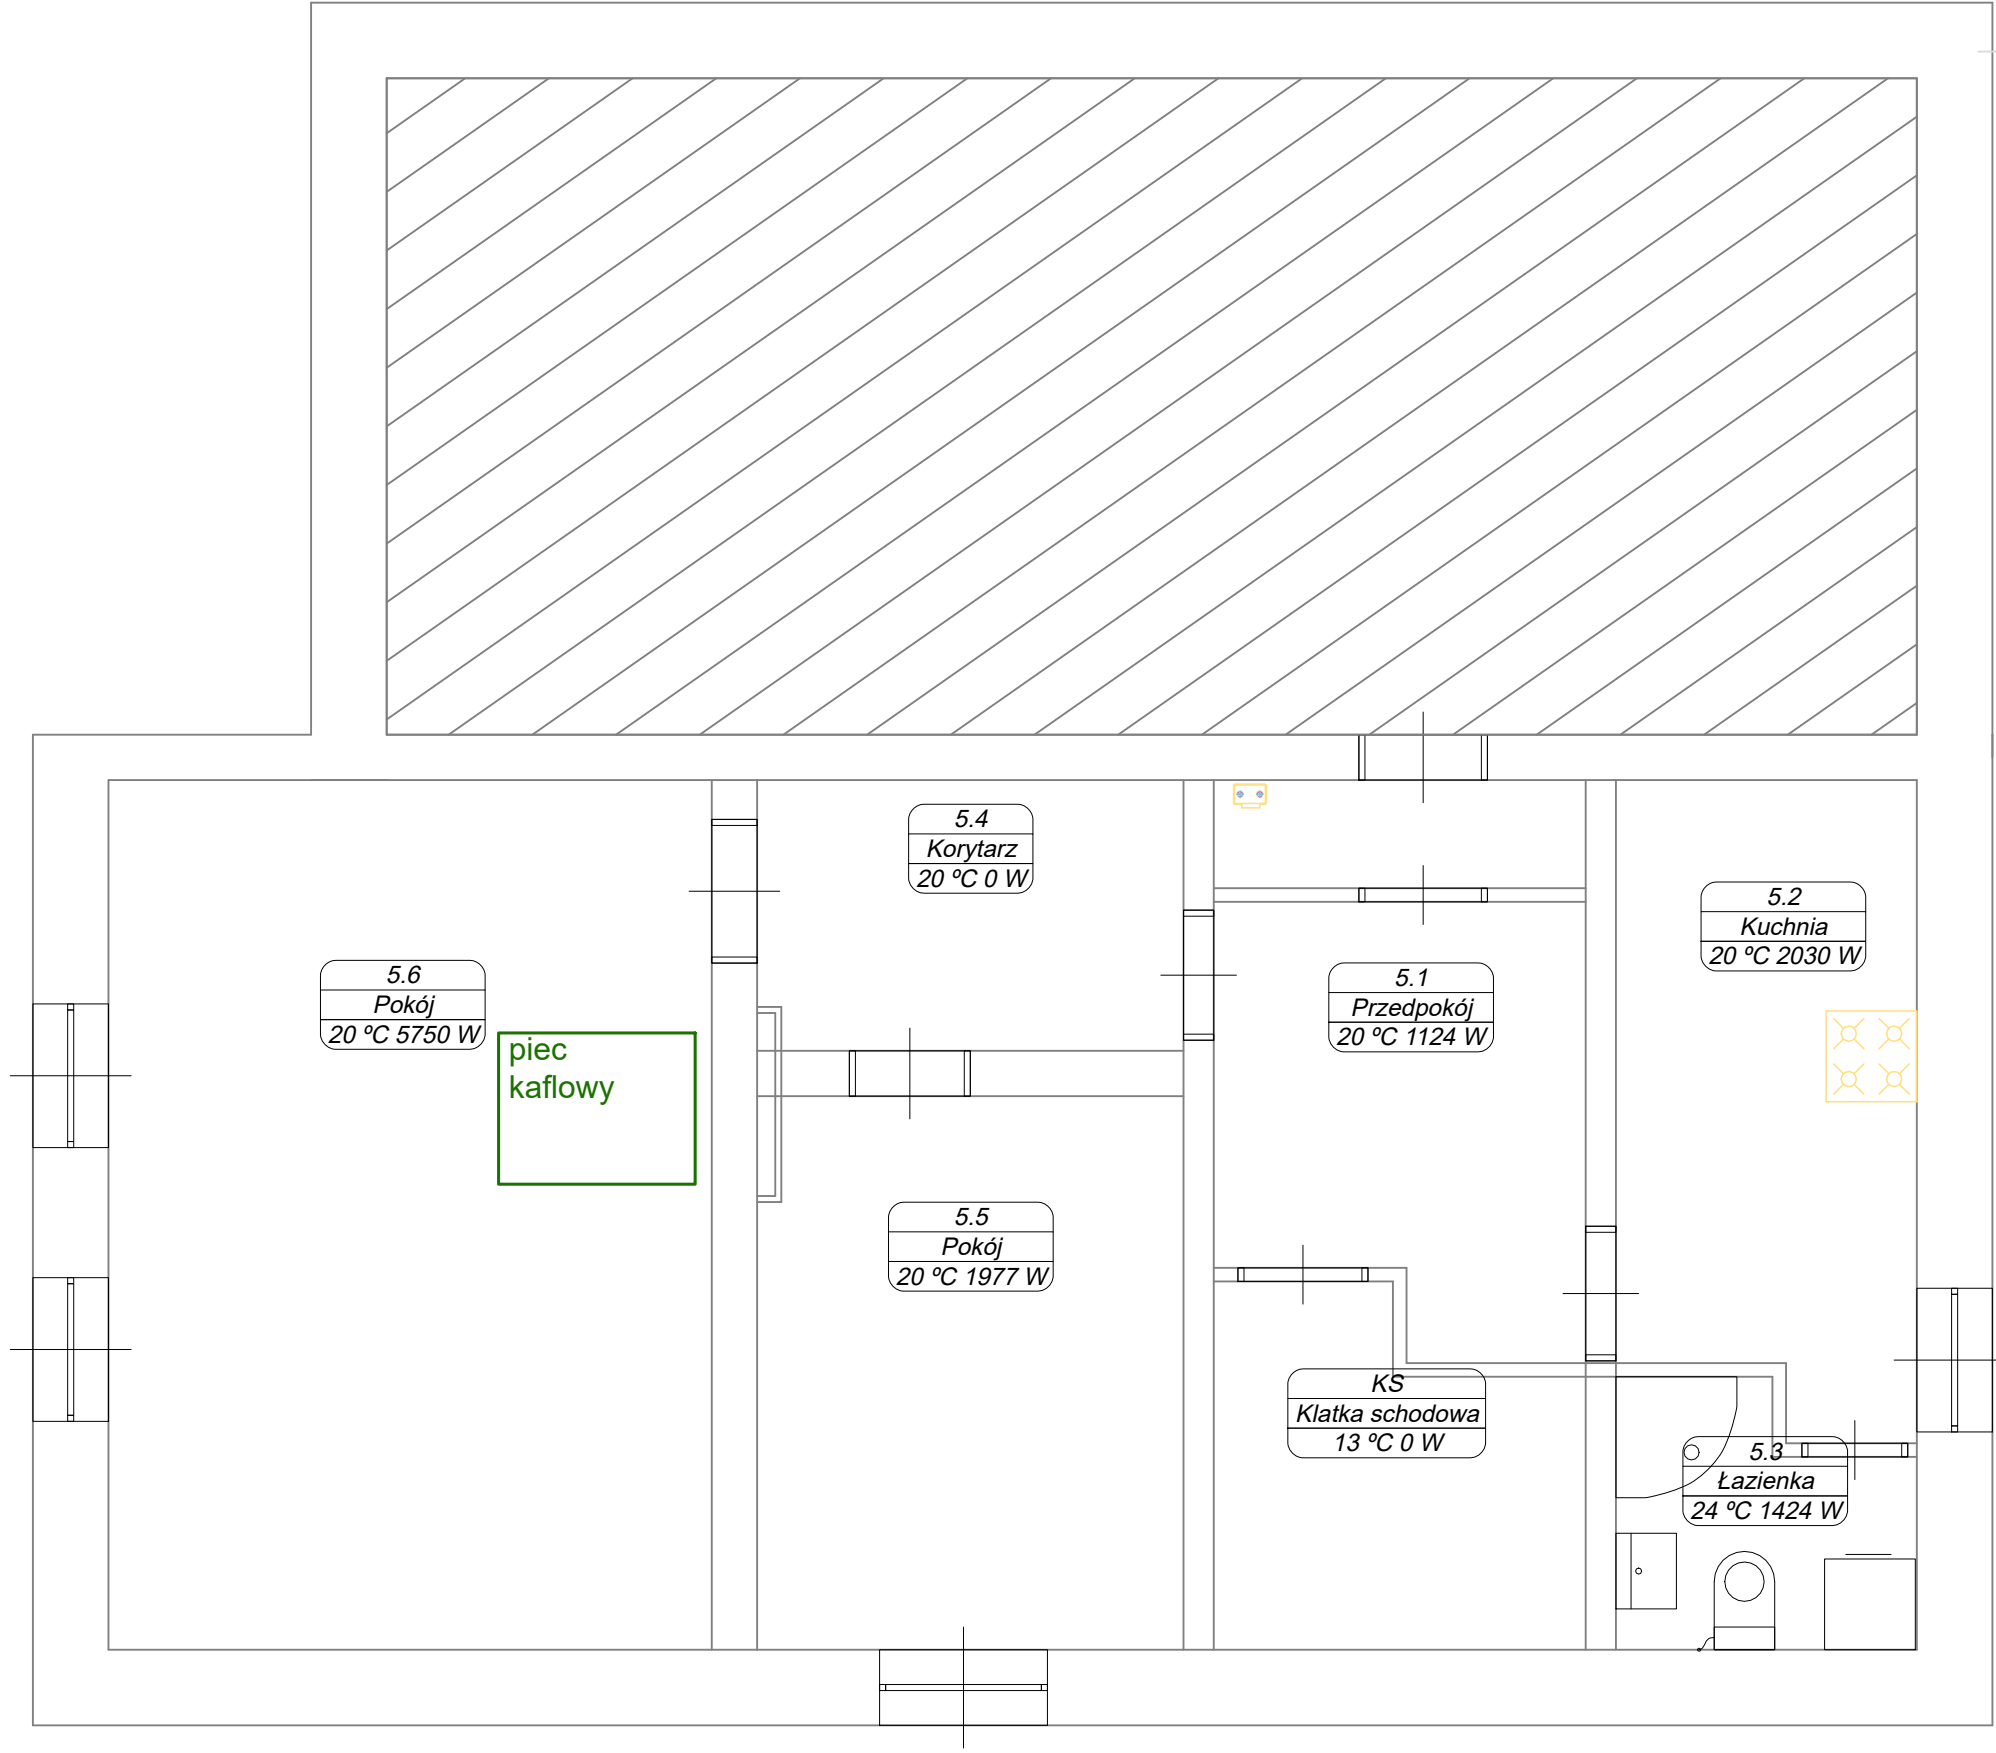 5.4
Korytarz
20 ºC 0 W
5.2
Kuchnia
20 ºC 2030 W
5.6
Pokój
20 ºC 5750 W
5.1
Przedpokój
20 ºC 1124 W
piec
kaflowy
5.5
Pokój
20 ºC 1977 W
KS
Klatka schodowa
13 ºC 0 W
5.3
Łazienka
24 ºC 1424 W